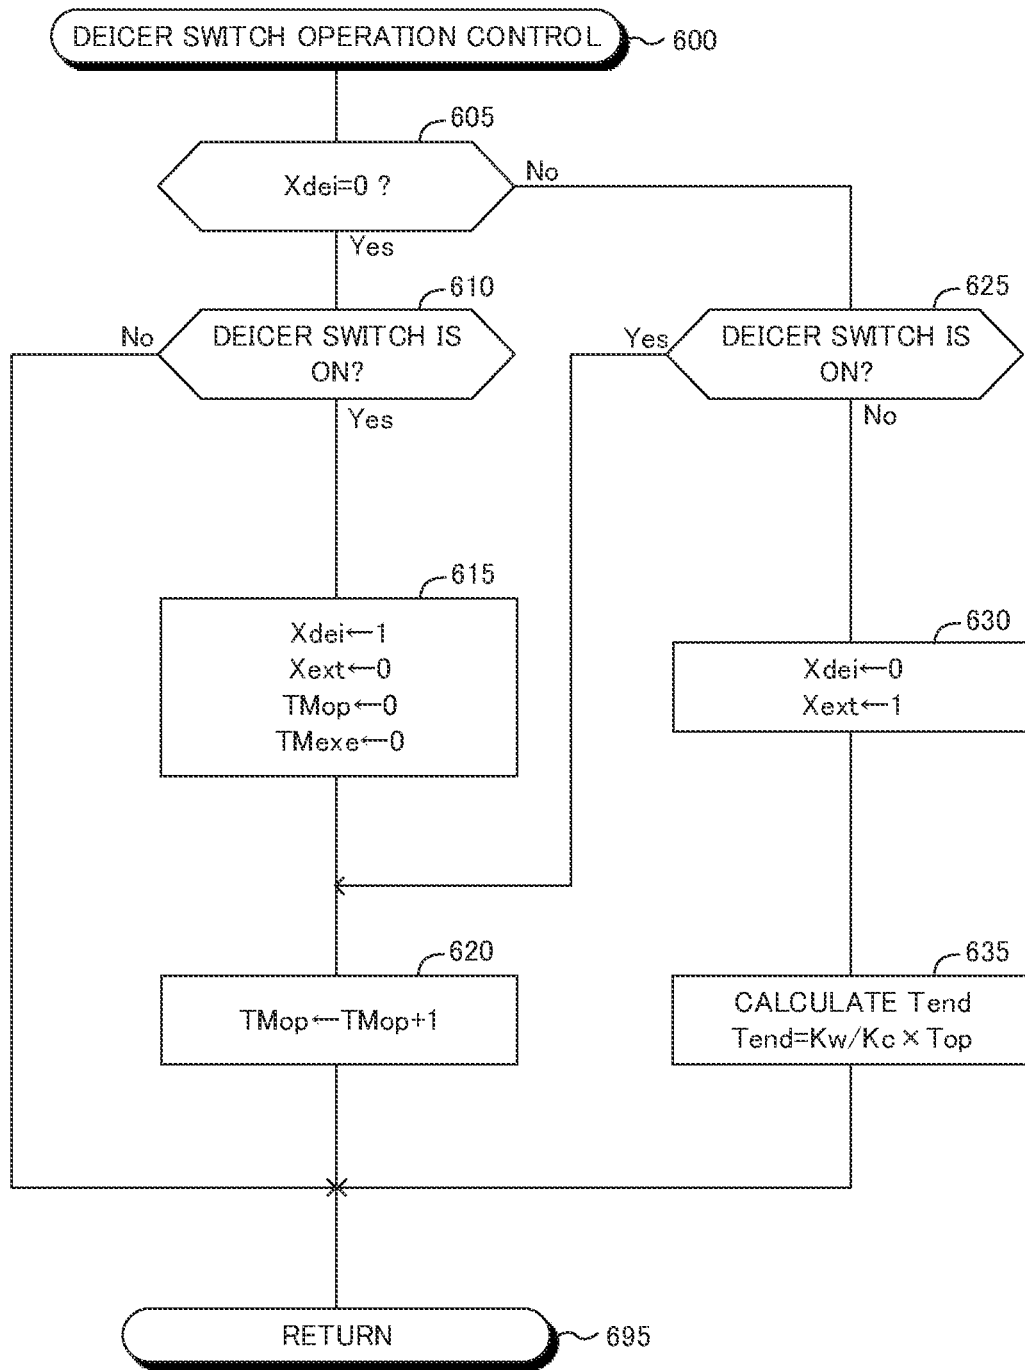 DEICER SWITCH OPERATION CONTROL
600
605
Xdei=0 ?
No
Yes
610
625
No
DEICER SWITCH IS
ON?
Yes
DEICER SWITCH IS
ON?
Yes
No
615
Xdei←1
Xext←0
TMop←0
TMexe←0
630
Xdei←0
Xext←1
620
TMop←TMop+1
635
CALCULATE Tend
Tend=Kw/Kc×Top
RETURN
695